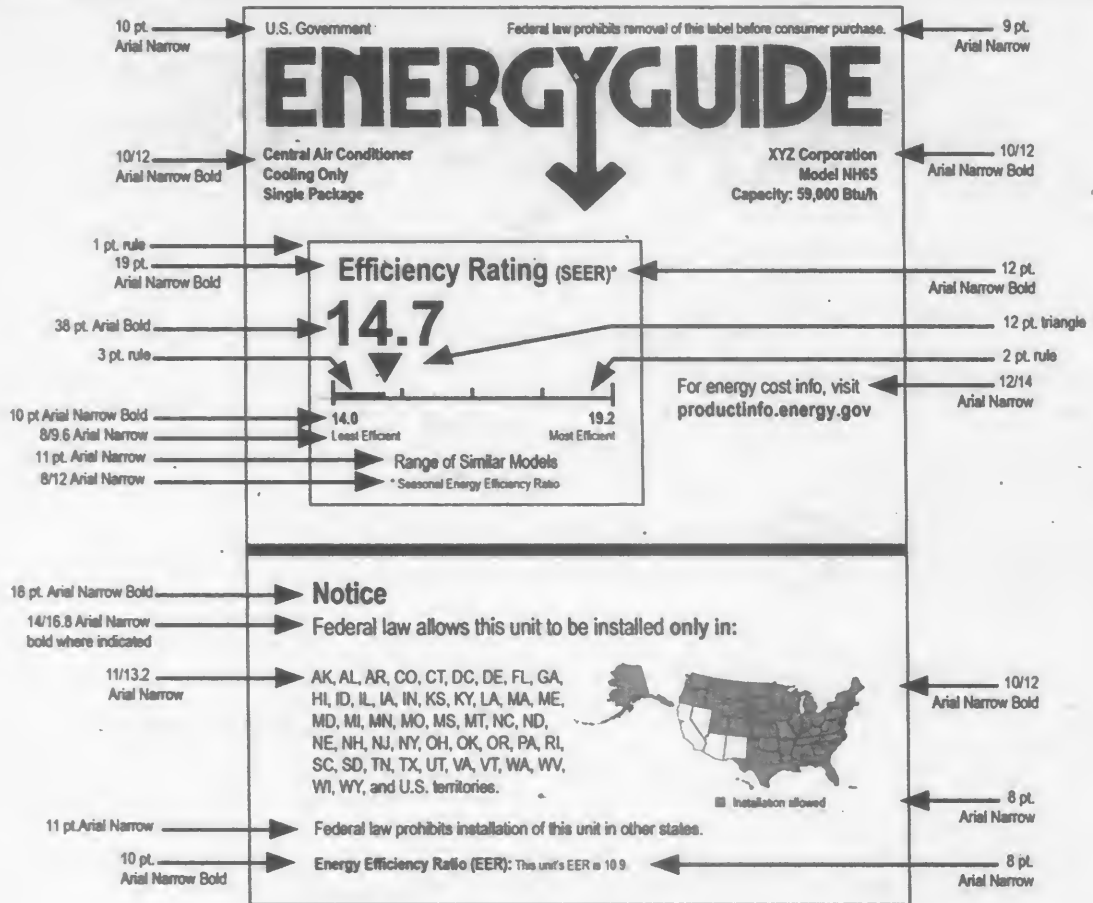 10 pt.
Arial Narrow
U.S. Government
Federal law prohibits removal of this label before consumer purchase.
9 pt.
Arial Narrow
ENERGYGUIDE
10/12
Arial Narrow Bold
Central Air Conditioner
Cooling Only
Single Package
XYZ Corporation
Model NH65
Capacity: 59,000 Btu/h
10/12
Arial Narrow Bold
1 pt. rule
19 pt.
Arial Narrow Bold
Efficiency Rating (SEER)*
12 pt.
Arial Narrow Bold
38 pt. Arial Bold
14.7
12 pt. triangle
3 pt. rule
2 pt. rule
For energy cost info, visit
productinfo.energy.gov
12/14
Arial Narrow
10 pt Arial Narrow Bold
14.0
19.2
8/9.6 Arial Narrow
Least Efficient
Most Efficient
11 pt. Arial Narrow
Range of Similar Models
8/12 Arial Narrow
* Seasonal Energy Efficiency Ratio
18 pt. Arial Narrow Bold
Notice
14/16.8 Arial Narrow
bold where indicated
Federal law allows this unit to be installed only in:
11/13.2
Arial Narrow
AK, AL, AR, CO, CT, DC, DE, FL, GA,
HI, ID, IL, IA, IN, KS, KY, LA, MA, ME,
MD, MI, MN, MO, MS, MT, NC, ND,
NE, NH, NJ, NY, OH, OK, OR, PA, RI,
SC, SD, TN, TX, UT, VA, VT, WA, WV,
WI, WY, and U.S. territories.
10/12
Arial Narrow Bold
Installation allowed
8 pt.
Arial Narrow
11 pt.Arial Narrow
Federal law prohibits installation of this unit in other states.
10 pt.
Arial Narrow Bold
Energy Efficiency Ratio (EER): This unit's EER is 10.9.
8 pt.
Arial Narrow